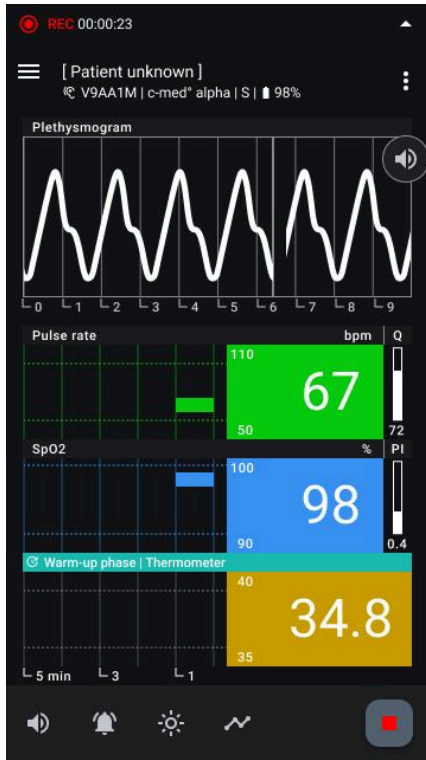 REC 00:00:23
[ Patient unknown ]
V9AA1M | c-med° alpha | S | 98%
Plethysmogram
0 1 2 3 4 5 6 7 8 9
Pulse rate bpm Q
110
67
50
72
SpO2 % PI
100
98
90
0.4
Warm-up phase | Thermometer
40
34.8
35
5 min 3 1